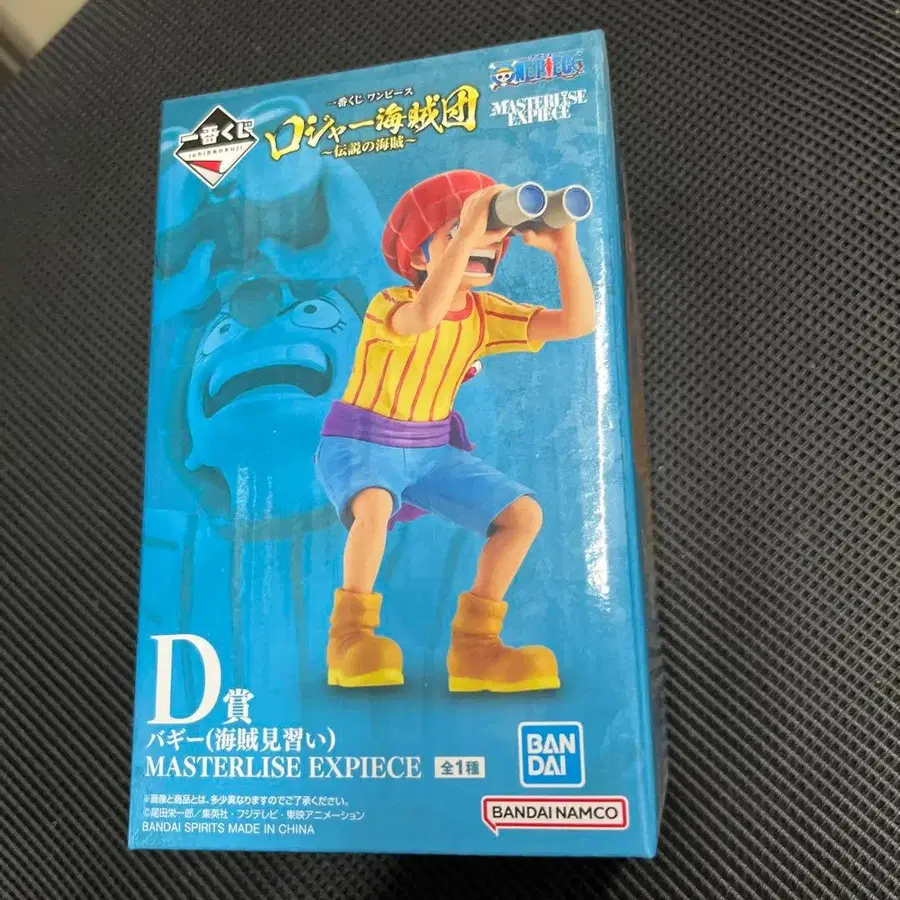 一番くじ
ichibankuji
一番くじ ワンピース
ロジャー海賊団
~伝説の海賊~
ONE PIECE
MASTERLISE
EXPIECE
D賞
バギー(海賊見習い)
MASTERLISE EXPIECE 全1種
※画像と商品とは、多少異なりますのでご了承ください。
©尾田栄一郎/集英社・フジテレビ・東映アニメーション
BANDAI SPIRITS MADE IN CHINA
BAN
DAI
BANDAI NAMCO